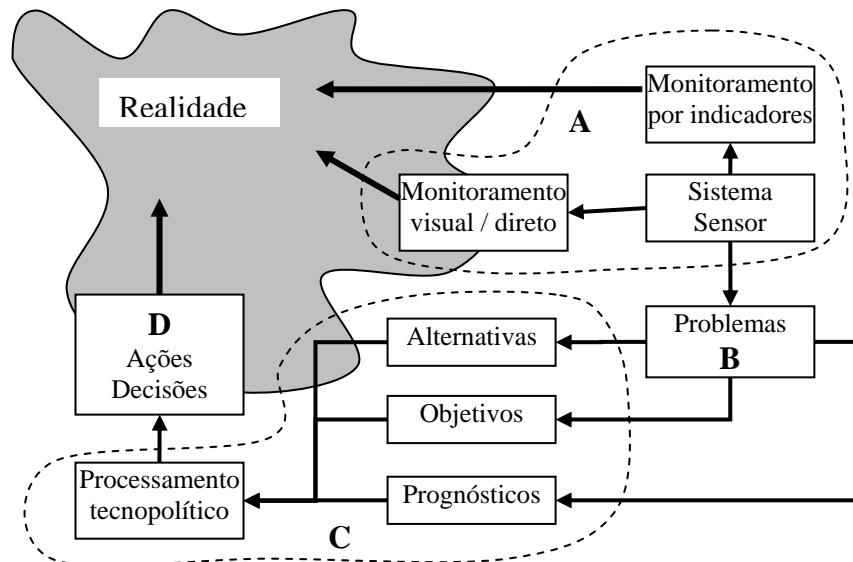 Realidade
Monitoramento
por indicadores
A
Monitoramento
visual / direto
Sistema
Sensor
D
Ações
Decisões
Alternativas
Problemas
B
Objetivos
Processamento
tecnopolítico
Prognósticos
C